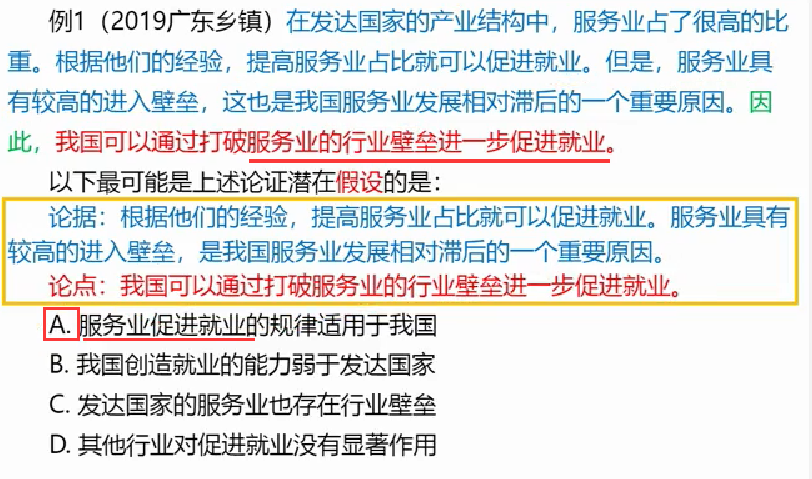 例1（2019广东乡镇）在发达国家的产业结构中，服务业占了很高的比
重。根据他们的经验，提高服务业占比就可以促进就业。但是，服务业具
有较高的进入壁垒，这也是我国服务业发展相对滞后的一个重要原因。因
此，我国可以通过打破服务业的行业壁垒进一步促进就业。
以下最可能是上述论证潜在假设的是：
论据：根据他们的经验，提高服务业占比就可以促进就业。服务业具有
较高的进入壁垒，是我国服务业发展相对滞后的一个重要原因。
论点：我国可以通过打破服务业的行业壁垒进一步促进就业。
A. 服务业促进就业的规律适用于我国
B. 我国创造就业的能力弱于发达国家
C. 发达国家的服务业也存在行业壁垒
D. 其他行业对促进就业没有显著作用